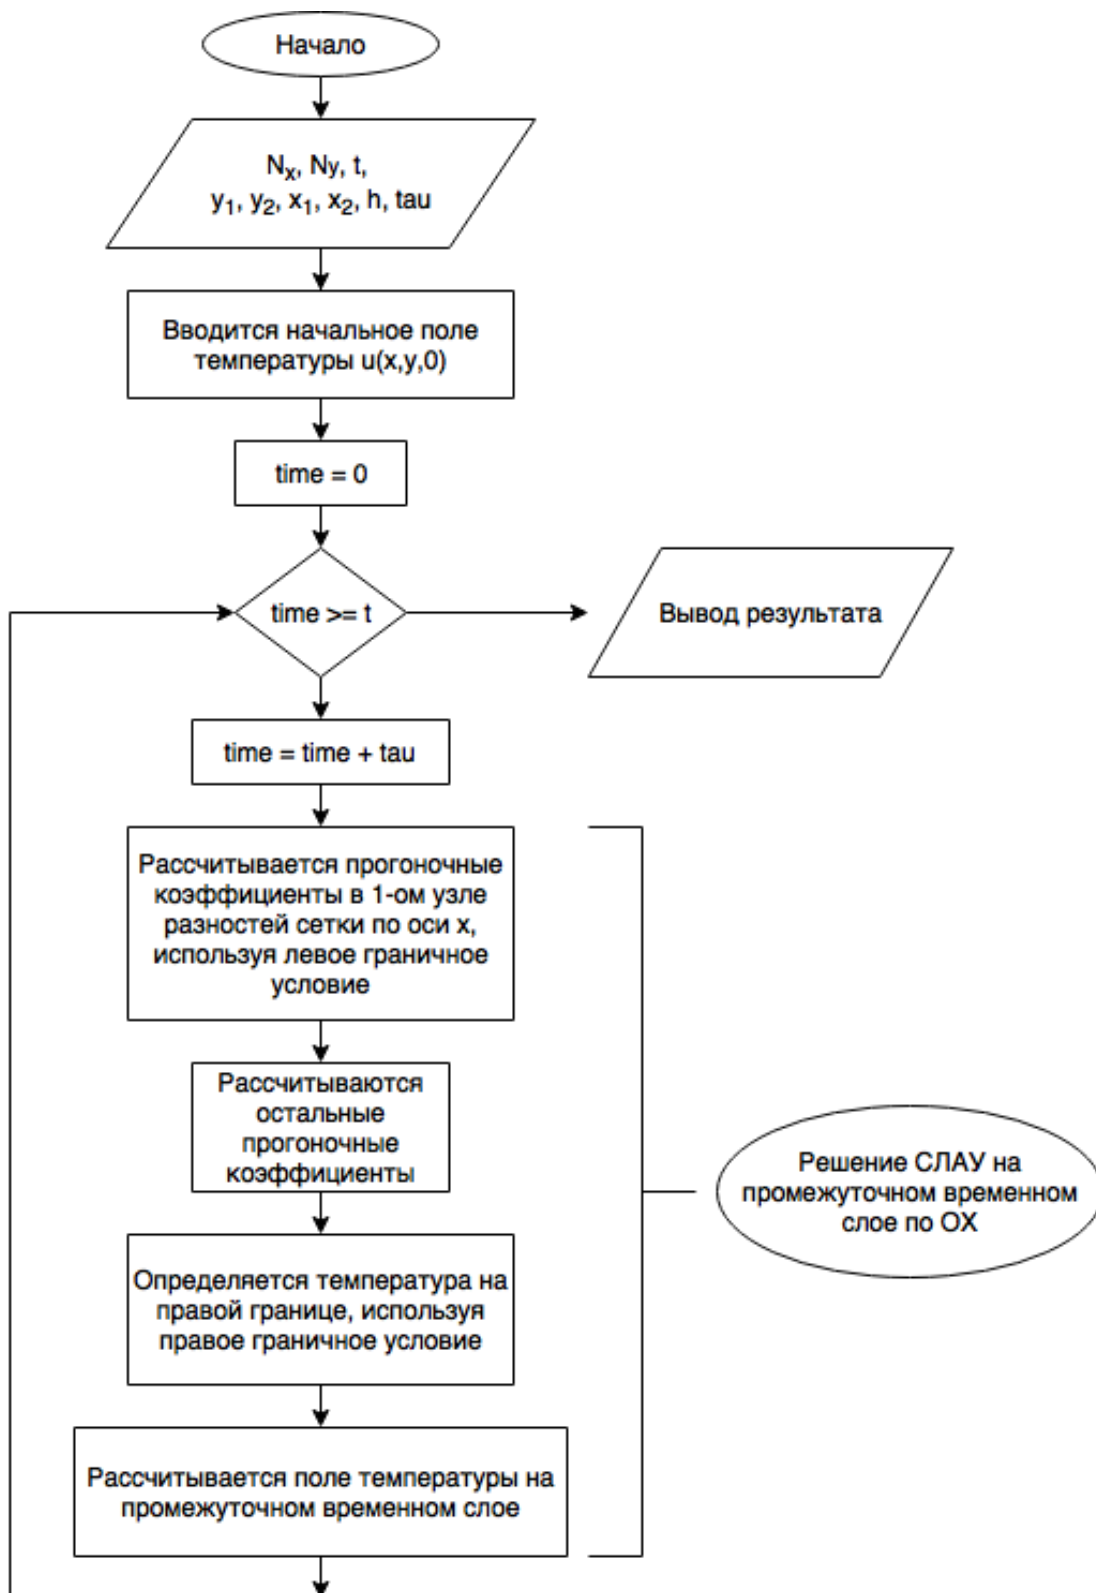 Начало
Nx, Ny, t,
y1, y2, x1, x2, h, tau
Вводится начальное поле
температуры u(x,y,0)
time = 0
time >= t
Вывод результата
time = time + tau
Рассчитывается прогоночные
коэффициенты в 1-ом узле
разностей сетки по оси x,
используя левое граничное
условие
Рассчитываются
остальные
прогоночные
коэффициенты
Решение СЛАУ на
промежуточном временном
слое по OX
Определяется температура на
правой границе, используя
правое граничное условие
Рассчитывается поле температуры на
промежуточном временном слое